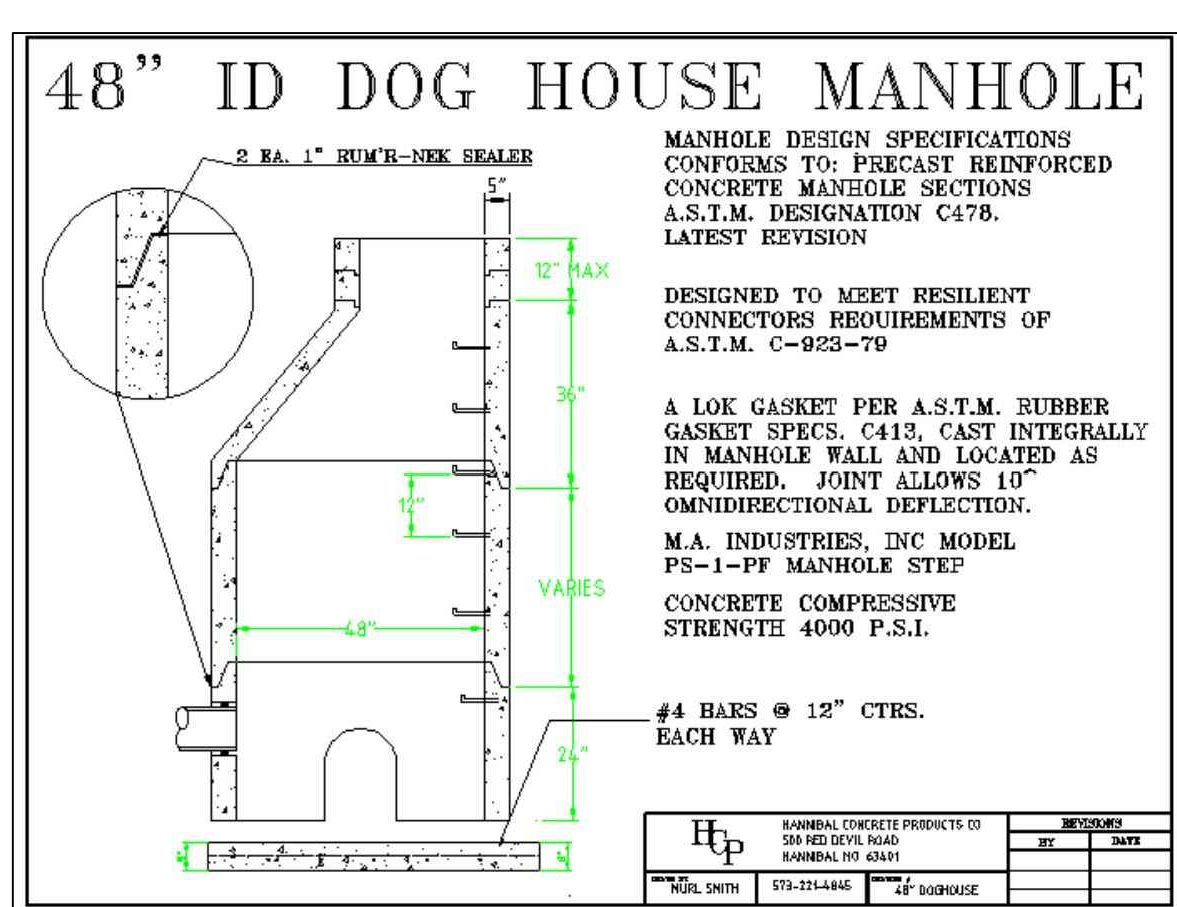 48" ID DOG HOUSE MANHOLE
2 EA. 1" RUM'R-NEK SEALER
5"
12" MAX
36"
12"
VARIES
48"
24"
8"
8"
MANHOLE DESIGN SPECIFICATIONS
CONFORMS TO: PRECAST REINFORCED
CONCRETE MANHOLE SECTIONS
A.S.T.M. DESIGNATION C478.
LATEST REVISION
DESIGNED TO MEET RESILIENT
CONNECTORS REQUIREMENTS OF
A.S.T.M. C-923-79
A LOK GASKET PER A.S.T.M. RUBBER
GASKET SPECS. C413, CAST INTEGRALLY
IN MANHOLE WALL AND LOCATED AS
REQUIRED. JOINT ALLOWS 10°
OMNIDIRECTIONAL DEFLECTION.
M.A. INDUSTRIES, INC MODEL
PS-1-PF MANHOLE STEP
CONCRETE COMPRESSIVE
STRENGTH 4000 P.S.I.
#4 BARS @ 12" CTRS.
EACH WAY
HCP
HANNIBAL CONCRETE PRODUCTS CO
500 RED DEVIL ROAD
HANNIBAL MO 63401
REVISIONS
BY DATE
DRAWN BY
NURL SMITH
573-221-4845
48" DOGHOUSE